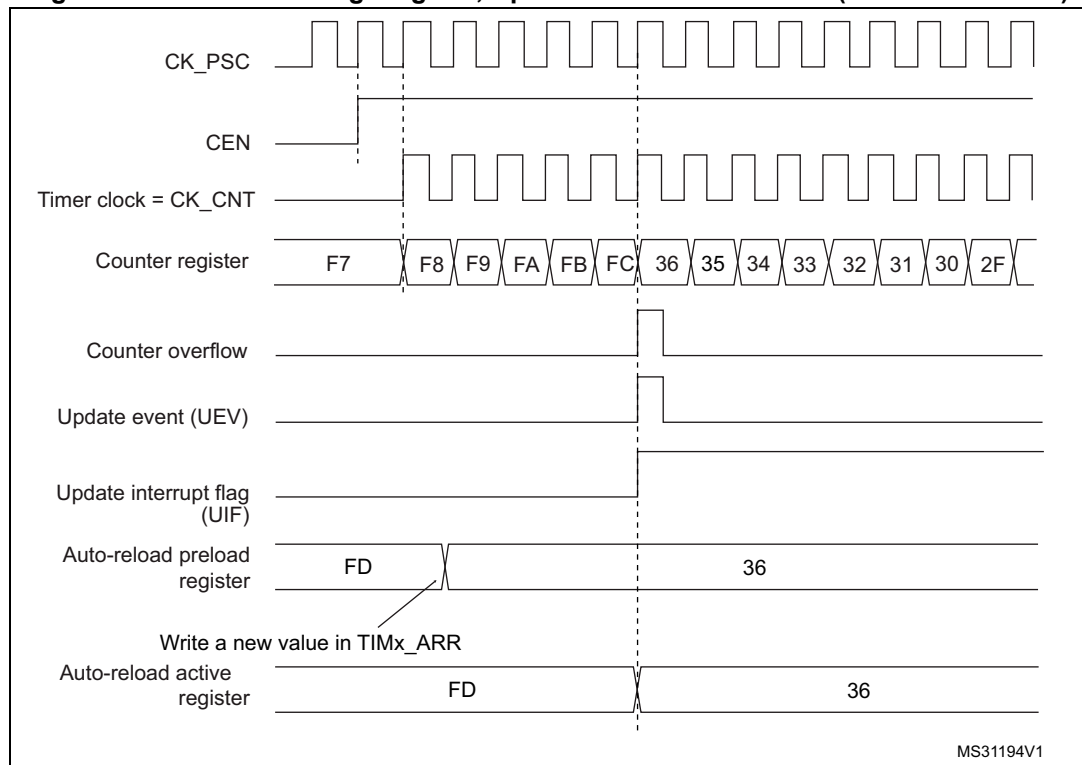 CK_PSC
CEN
Timer clock = CK_CNT
Counter register
F7 F8 F9 FA FB FC 36 35 34 33 32 31 30 2F
Counter overflow
Update event (UEV)
Update interrupt flag
(UIF)
Auto-reload preload
register
FD 36
Write a new value in TIMx_ARR
Auto-reload active
register
FD 36
MS31194V1